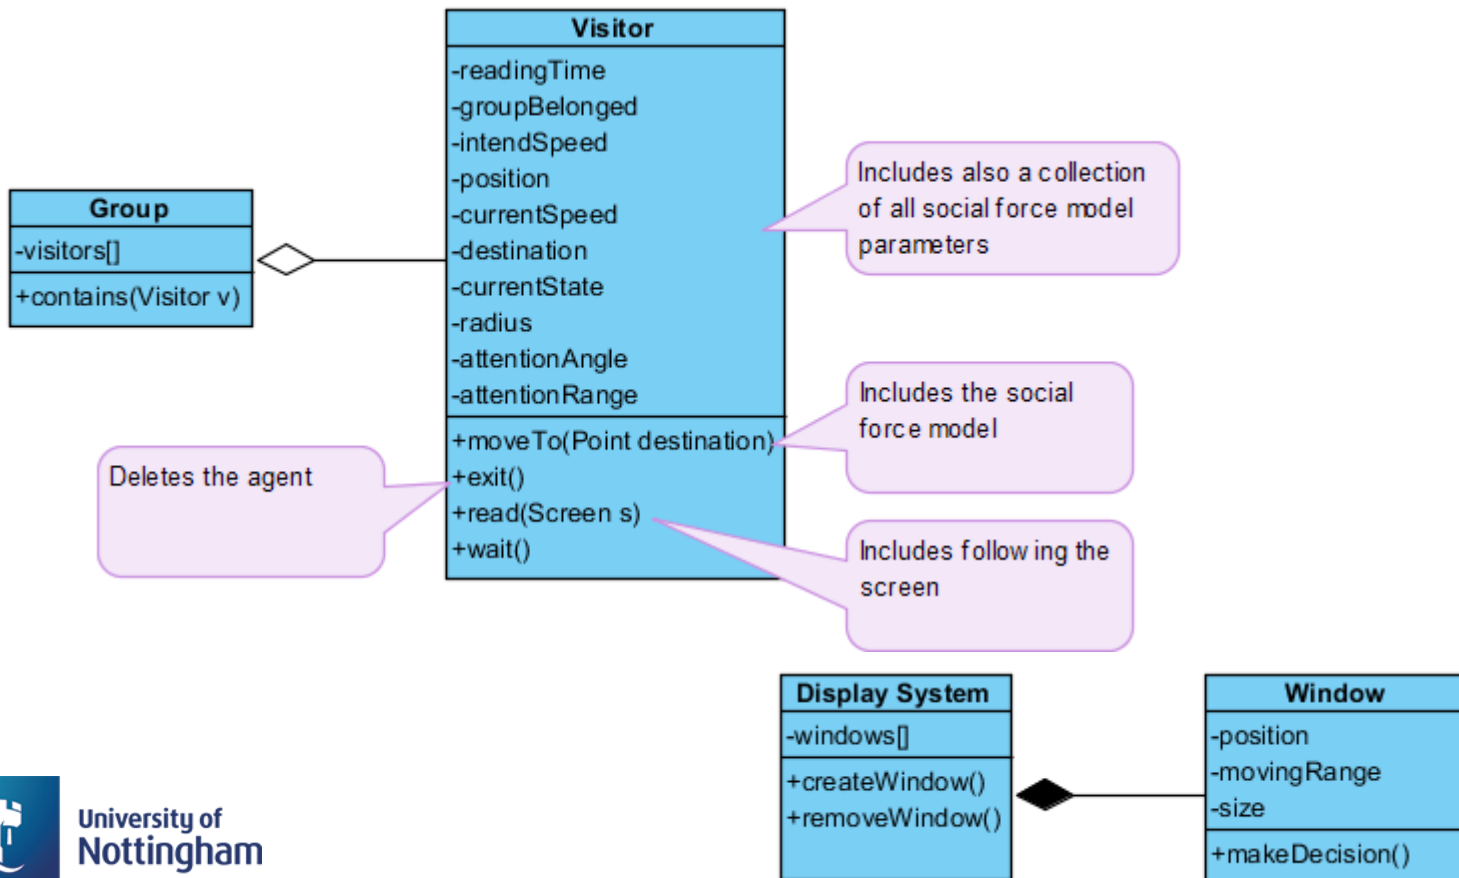 Visitor
-readingTime
-groupBelonged
-intendSpeed
-position
-currentSpeed
-destination
-currentState
-radius
-attentionAngle
-attentionRange
+moveTo(Point destination)
+exit()
+read(Screen s)
+wait()
Group
-visitors[]
+contains(Visitor v)
Includes also a collection
of all social force model
parameters
Includes the social
force model
Deletes the agent
Includes following the
screen
Display System
-windows[]
+createWindow()
+removeWindow()
Window
-position
-movingRange
-size
+makeDecision()
University of
Nottingham